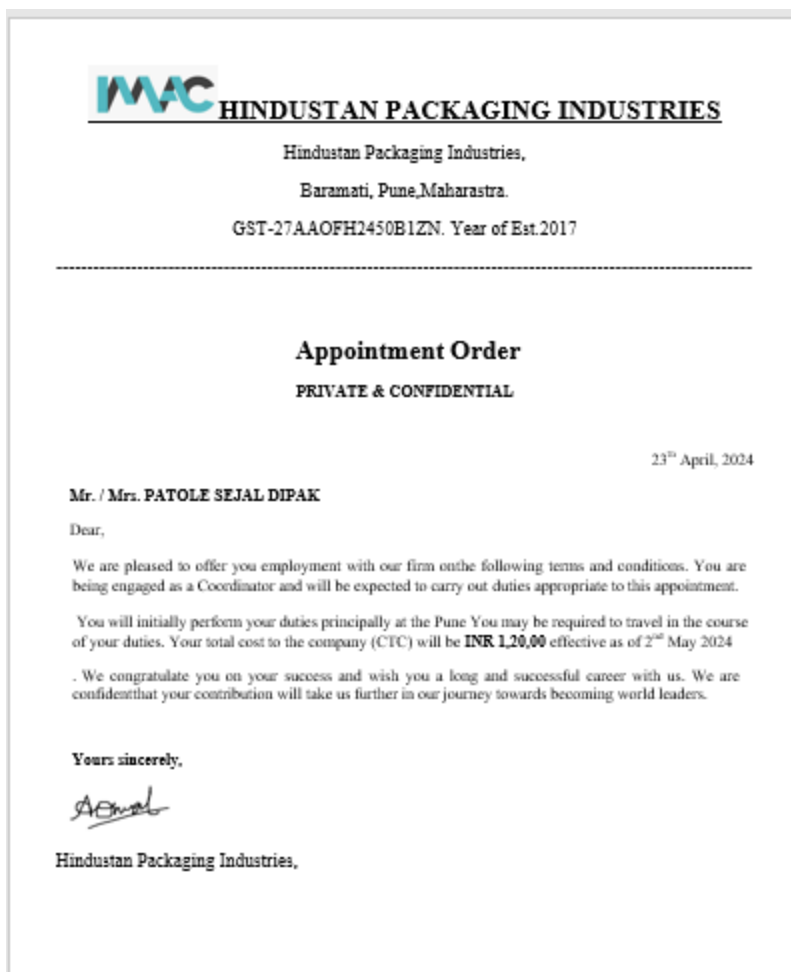 IMAC HINDUSTAN PACKAGING INDUSTRIES
Hindustan Packaging Industries,
Baramati, Pune,Maharastra.
GST-27AAOFH2450B1ZN. Year of Est.2017
Appointment Order
PRIVATE & CONFIDENTIAL
23th April, 2024
Mr. / Mrs. PATOLE SEJAL DIPAK
Dear,
We are pleased to offer you employment with our firm onthe following terms and conditions. You are
being engaged as a Coordinator and will be expected to carry out duties appropriate to this appointment.
You will initially perform your duties principally at the Pune You may be required to travel in the course
of your duties. Your total cost to the company (CTC) will be INR 1,20,00 effective as of 2nd May 2024
. We congratulate you on your success and wish you a long and successful career with us. We are
confidentthat your contribution will take us further in our journey towards becoming world leaders.
Yours sincerely,
Hindustan Packaging Industries,